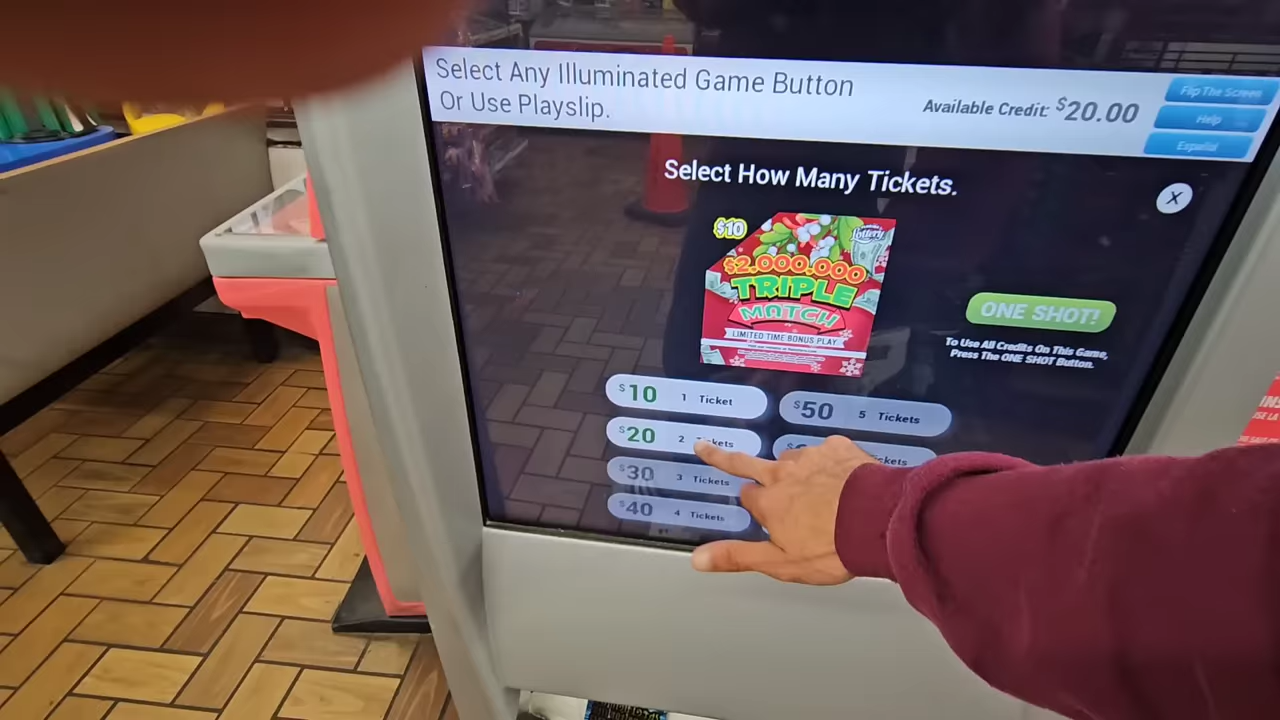 Select Any Illuminated Game Button
Or Use Playslip.
Available Credit: $20.00
Flip The Screen
Help
Español
Select How Many Tickets.
X
$10
Lottery
$2,000,000
TRIPLE
MATCH
LIMITED TIME BONUS PLAY
ONE SHOT!
To Use All Credits On This Game,
Press The ONE SHOT Button.
$10 1 Ticket
$50 5 Tickets
$20 2
$30 3 Tickets
$40 4 Tickets